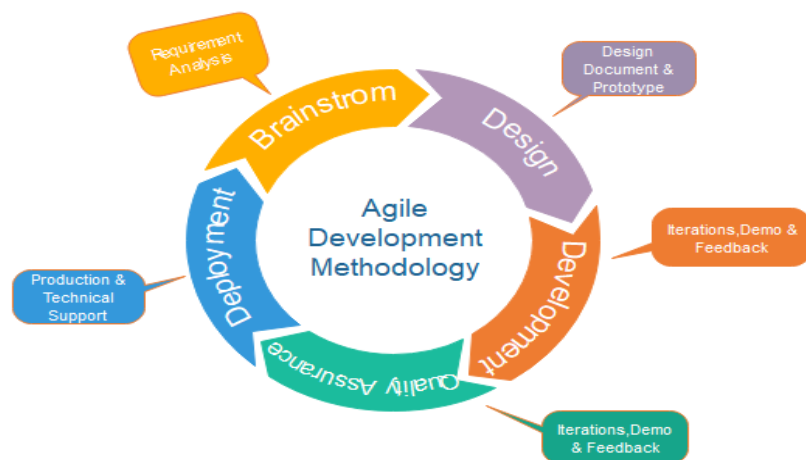 Requirement
Analysis
Brainstrom
Design
Document &
Prototype
Design
Agile
Development
Methodology
Iterations,Demo &
Feedback
Development
Production &
Technical
Support
Deployment
Quality Assurance
Iterations,Demo
& Feedback